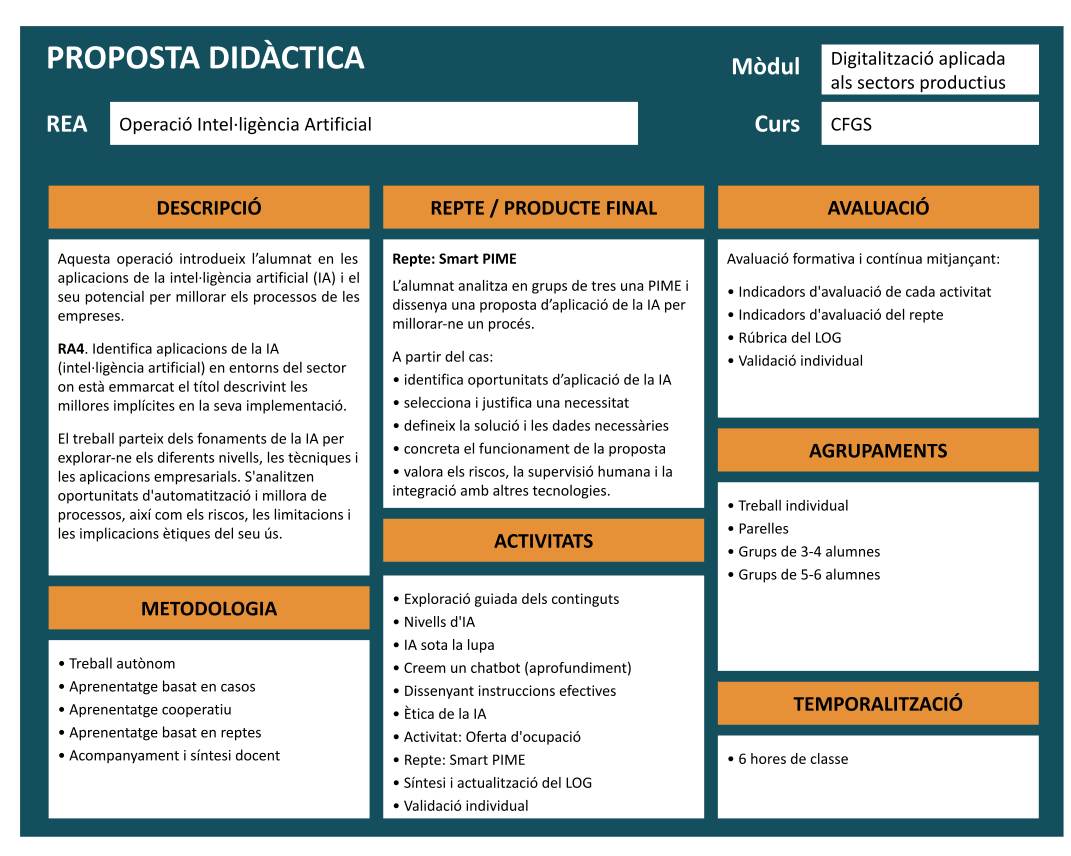 PROPOSTA DIDÀCTICA
Mòdul
Digitalització aplicada
als sectors productius
REA
Operació Intel·ligència Artificial
Curs
CFGS
DESCRIPCIÓ
Aquesta operació introdueix l’alumnat en les
aplicacions de la intel·ligència artificial (IA) i el
seu potencial per millorar els processos de les
empreses.
RA4. Identifica aplicacions de la IA
(intel·ligència artificial) en entorns del sector
on està emmarcat el títol descrivint les
millores implícites en la seva implementació.
El treball parteix dels fonaments de la IA per
explorar-ne els diferents nivells, les tècniques i
les aplicacions empresarials. S'analitzen
oportunitats d'automatització i millora de
processos, així com els riscos, les limitacions i
les implicacions ètiques del seu ús.
METODOLOGIA
• Treball autònom
• Aprenentatge basat en casos
• Aprenentatge cooperatiu
• Aprenentatge basat en reptes
• Acompanyament i síntesi docent
REPTE / PRODUCTE FINAL
Repte: Smart PIME
L’alumnat analitza en grups de tres una PIME i
dissenya una proposta d’aplicació de la IA per
millorar-ne un procés.
A partir del cas:
• identifica oportunitats d’aplicació de la IA
• selecciona i justifica una necessitat
• defineix la solució i les dades necessàries
• concreta el funcionament de la proposta
• valora els riscos, la supervisió humana i la
integració amb altres tecnologies.
ACTIVITATS
• Exploració guiada dels continguts
• Nivells d'IA
• IA sota la lupa
• Creem un chatbot (aprofundiment)
• Dissenyant instruccions efectives
• Ètica de la IA
• Activitat: Oferta d'ocupació
• Repte: Smart PIME
• Síntesi i actualització del LOG
• Validació individual
AVALUACIÓ
Avaluació formativa i contínua mitjançant:
• Indicadors d'avaluació de cada activitat
• Indicadors d'avaluació del repte
• Rúbrica del LOG
• Validació individual
AGRUPAMENTS
• Treball individual
• Parelles
• Grups de 3-4 alumnes
• Grups de 5-6 alumnes
TEMPORALITZACIÓ
• 6 hores de classe